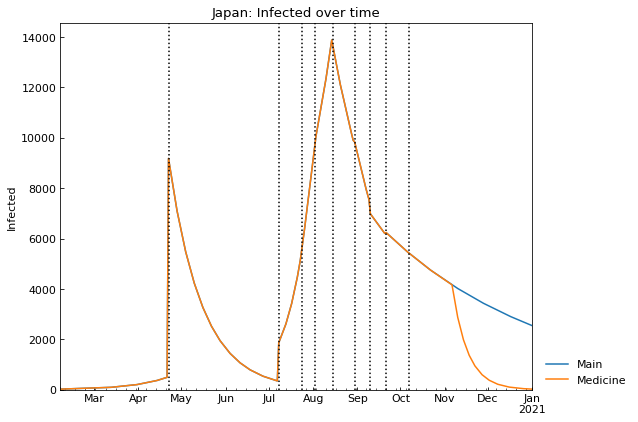 Japan: Infected over time
14000
12000
10000
8000
6000
4000
2000
0
Infected
Mar Apr May Jun Jul Aug Sep Oct Nov Dec Jan
2021
Main
Medicine